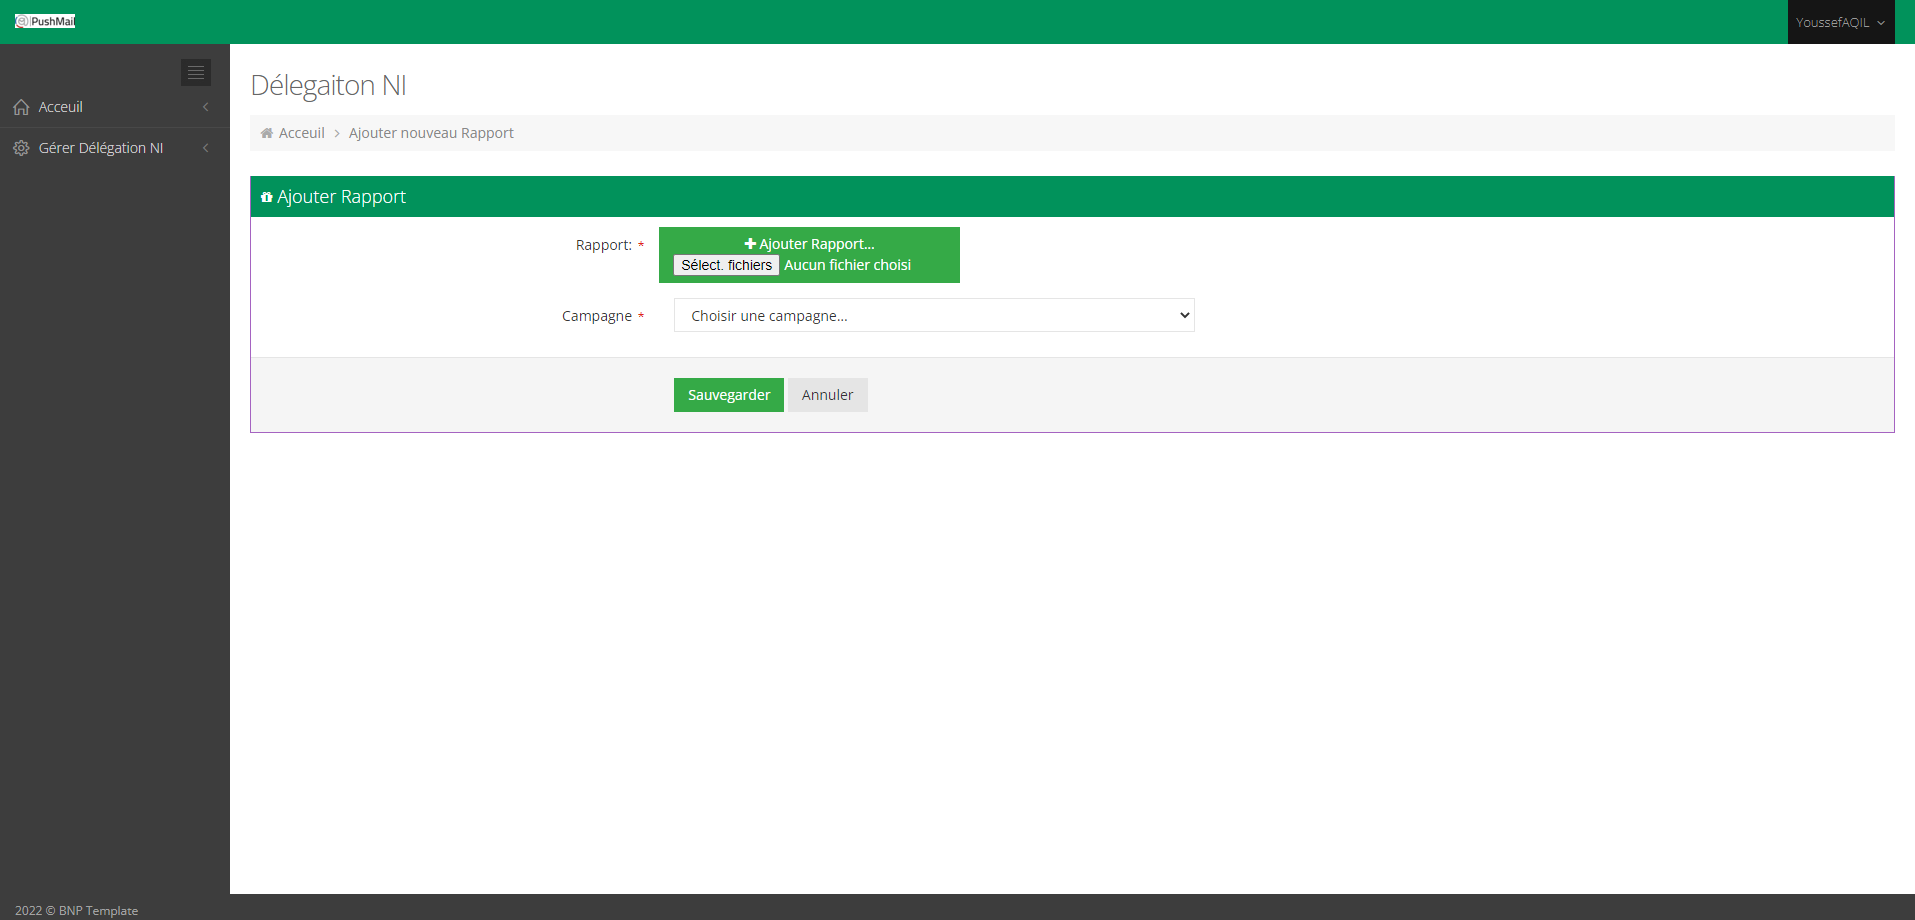 @PushMail
YoussefAQIL
Acceuil
Gérer Délégation NI
Délegaiton NI
Acceuil > Ajouter nouveau Rapport
Ajouter Rapport
Rapport: *
Ajouter Rapport...
Sélect. fichiers Aucun fichier choisi
Campagne *
Choisir une campagne...
Sauvegarder Annuler
2022 © BNP Template